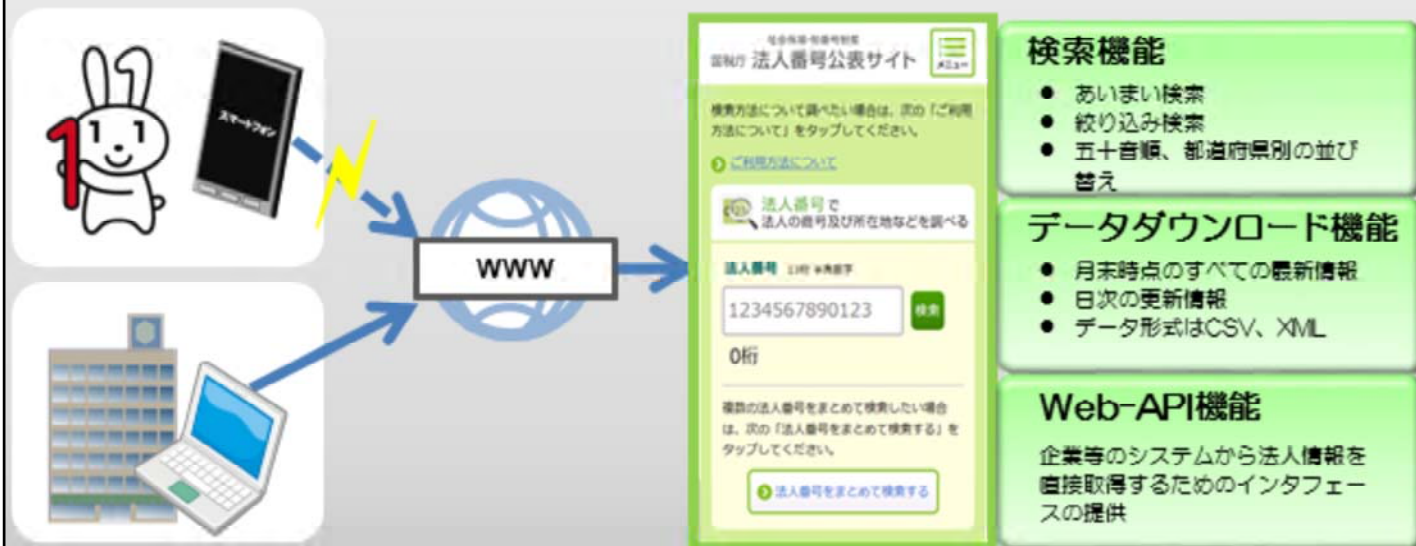 スマートフォン
WWW
社会保障・税番号制度
国税庁 法人番号公表サイト
メニュー
検索方法について調べたい場合は、次の「ご利用
方法について」をタップしてください。
ご利用方法について
法人番号で
法人の商号及び所在地などを調べる
法人番号 13桁 半角数字
1234567890123
検索
0桁
複数の法人番号をまとめて検索したい場合
は、次の「法人番号をまとめて検索する」を
タップしてください。
法人番号をまとめて検索する
検索機能
● あいまい検索
● 絞り込み検索
● 五十音順、都道府県別の並び
替え
データダウンロード機能
● 月末時点のすべての最新情報
● 日次の更新情報
● データ形式はCSV、XML
Web-API機能
企業等のシステムから法人情報を
直接取得するためのインタフェー
スの提供